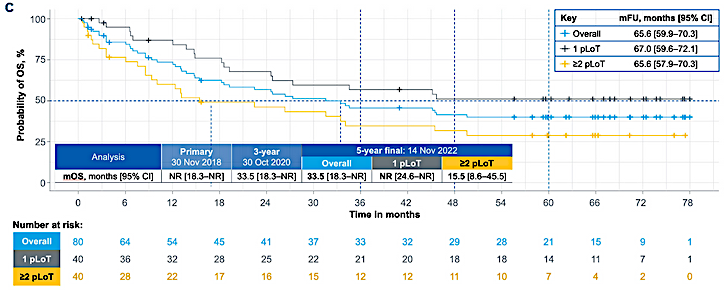 C
Key mFU, months [95% CI]
Overall 65.6 [59.9–70.3]
1 pLoT 67.0 [59.6–72.1]
≥2 pLoT 65.6 [57.9–70.3]
Probability of OS, %
100
75
50
25
0
Analysis Primary 30 Nov 2018 3-year 30 Oct 2020 5-year final: 14 Nov 2022
Overall 1 pLoT ≥2 pLoT
mOS, months [95% CI] NR [18.3–NR] 33.5 [18.3–NR] 33.5 [18.3–NR] NR [24.6–NR] 15.5 [8.6–45.5]
0 6 12 18 24 30 36 42 48 54 60 66 72 78
Time in months
Number at risk:
Overall 80 64 54 45 41 37 33 32 29 28 21 15 9 1
1 pLoT 40 36 32 28 25 22 21 20 18 18 14 11 7 1
≥2 pLoT 40 28 22 17 16 15 12 12 11 10 7 4 2 0